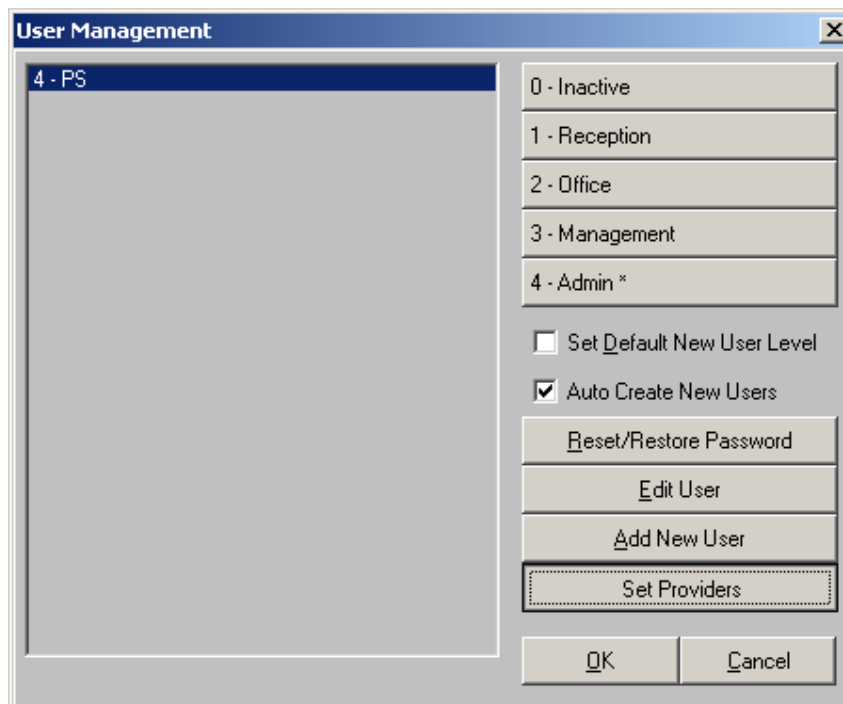 User Management
4 - PS
0 - Inactive
1 - Reception
2 - Office
3 - Management
4 - Admin *
Set Default New User Level
Auto Create New Users
Reset/Restore Password
Edit User
Add New User
Set Providers
OK
Cancel